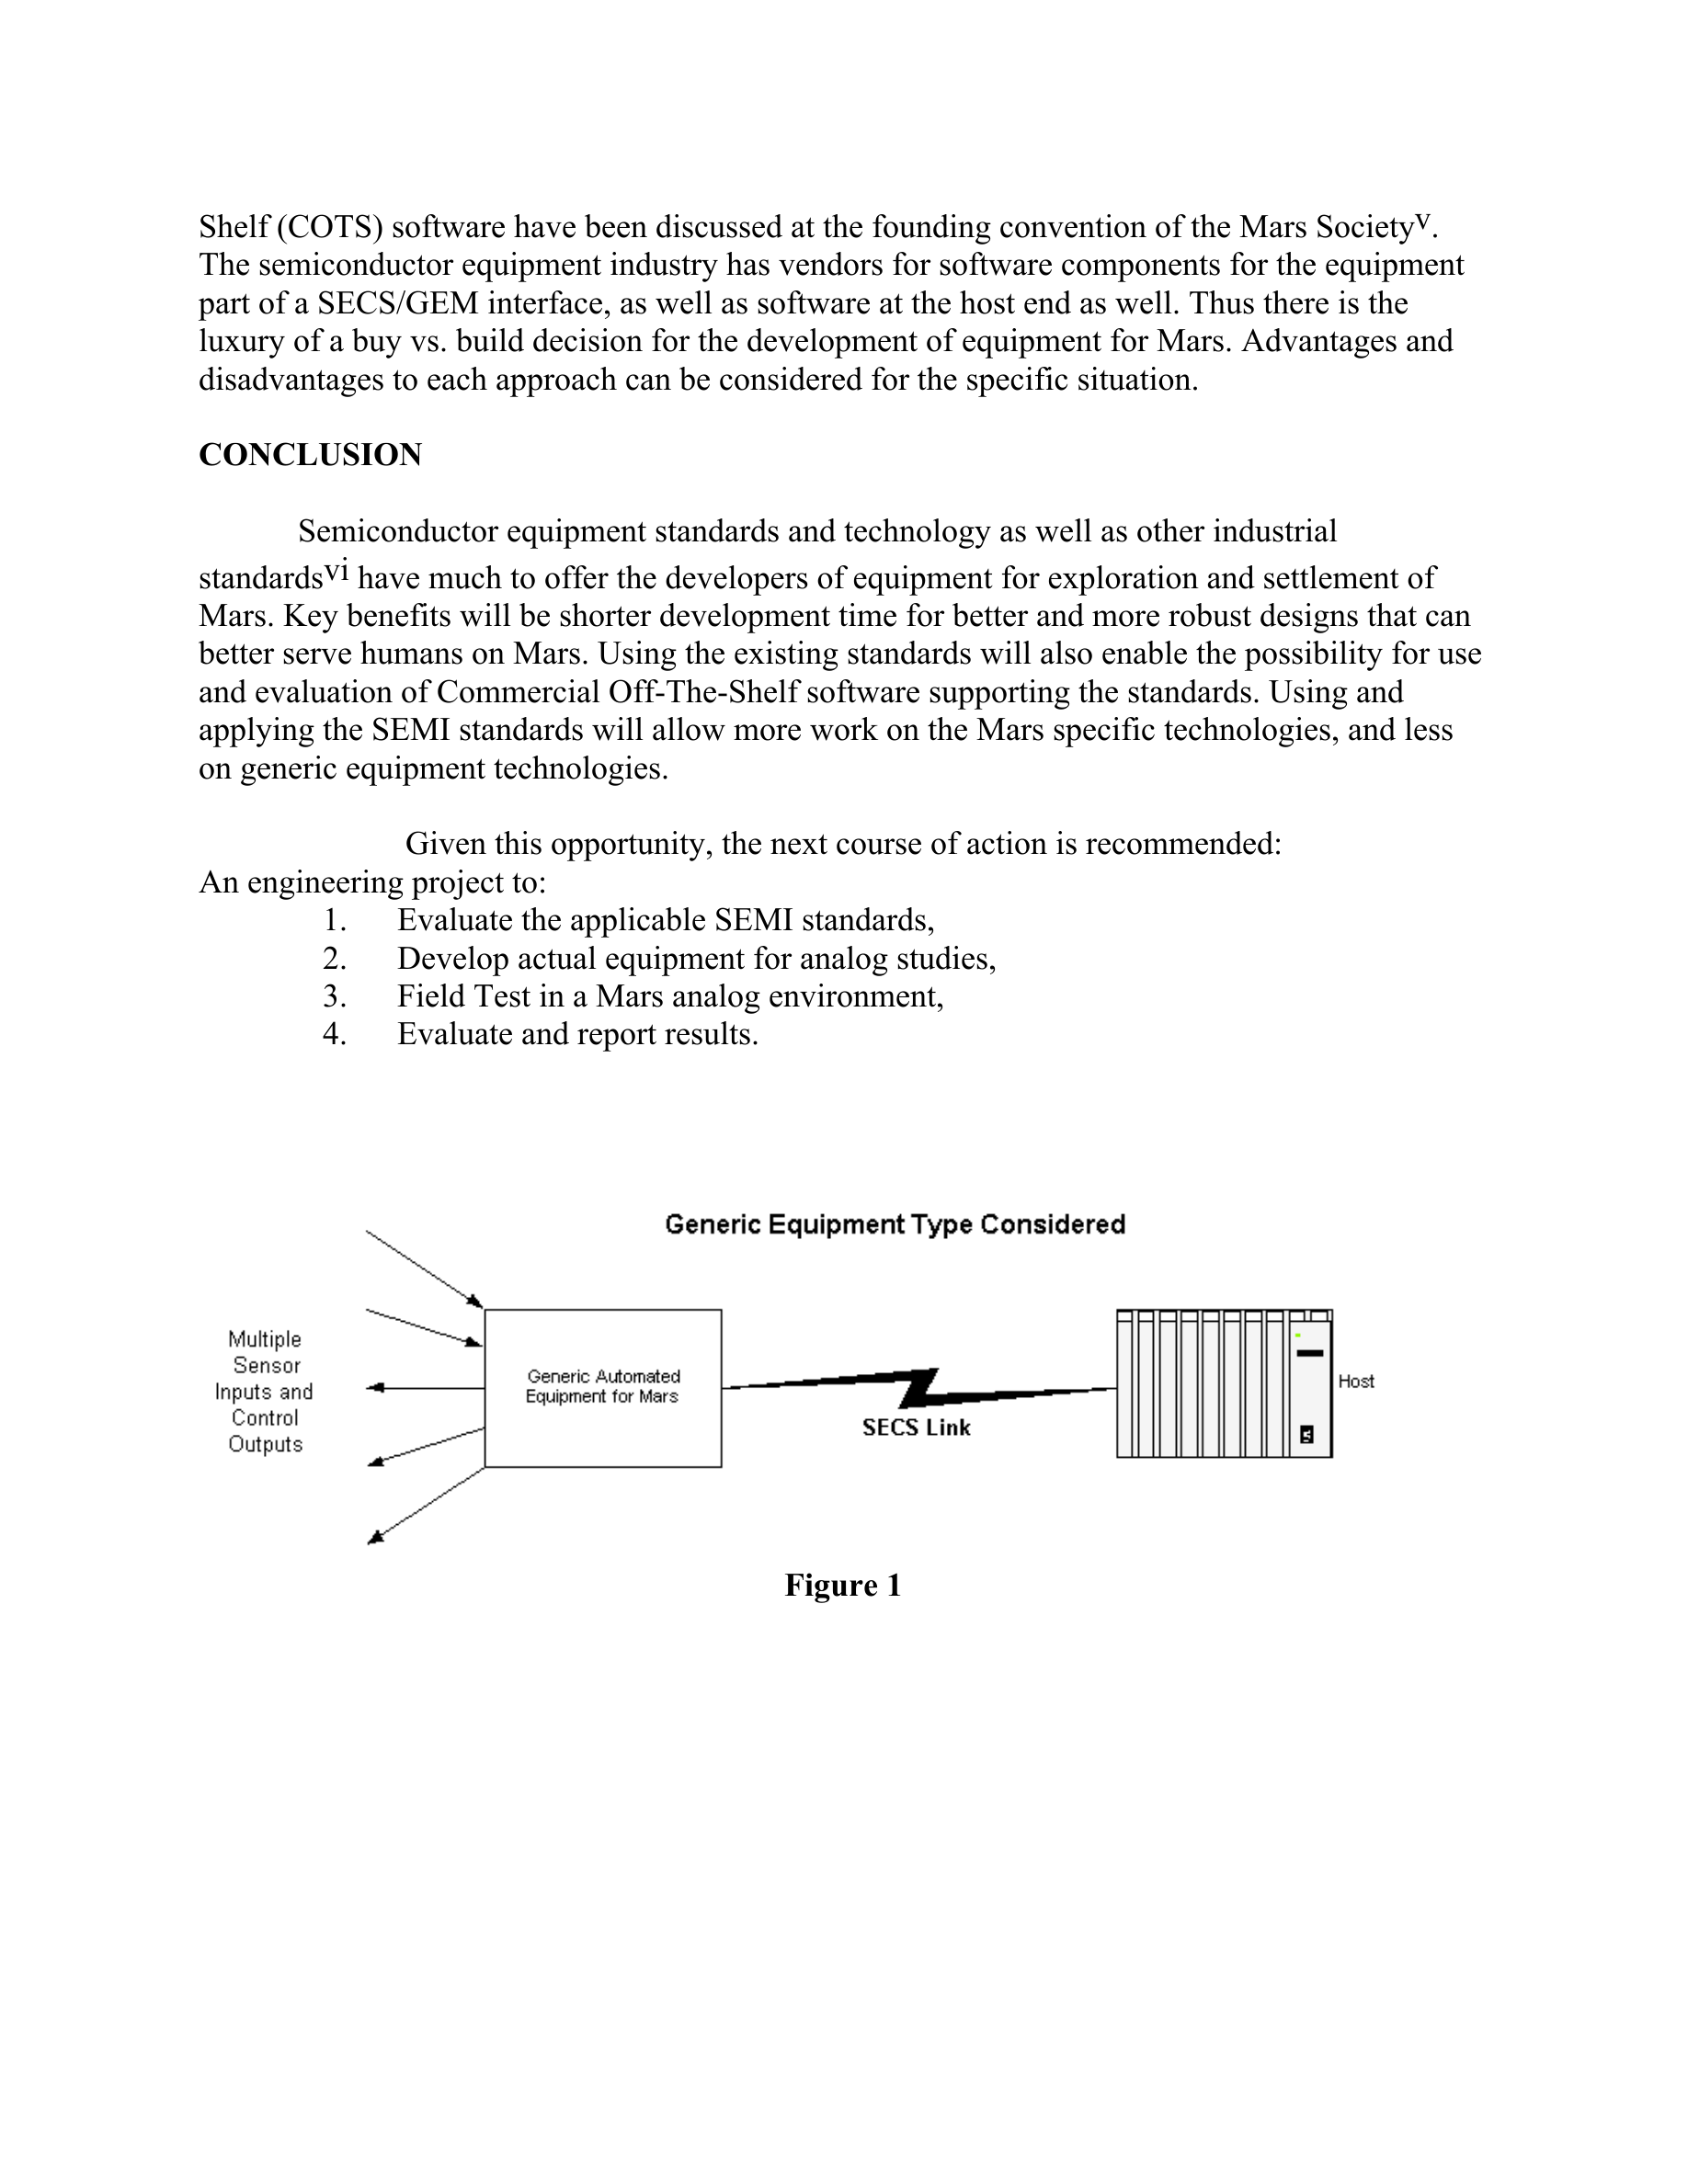 Shelf (COTS) software have been discussed at the founding convention of the Mars Societyv.
The semiconductor equipment industry has vendors for software components for the equipment
part of a SECS/GEM interface, as well as software at the host end as well. Thus there is the
luxury of a buy vs. build decision for the development of equipment for Mars. Advantages and
disadvantages to each approach can be considered for the specific situation.
CONCLUSION
Semiconductor equipment standards and technology as well as other industrial
standardsvi have much to offer the developers of equipment for exploration and settlement of
Mars. Key benefits will be shorter development time for better and more robust designs that can
better serve humans on Mars. Using the existing standards will also enable the possibility for use
and evaluation of Commercial Off-The-Shelf software supporting the standards. Using and
applying the SEMI standards will allow more work on the Mars specific technologies, and less
on generic equipment technologies.
Given this opportunity, the next course of action is recommended:
An engineering project to:
1. Evaluate the applicable SEMI standards,
2. Develop actual equipment for analog studies,
3. Field Test in a Mars analog environment,
4. Evaluate and report results.
Generic Equipment Type Considered
Multiple
Sensor
Inputs and
Control
Outputs
Generic Automated
Equipment for Mars
SECS Link
Host
Figure 1